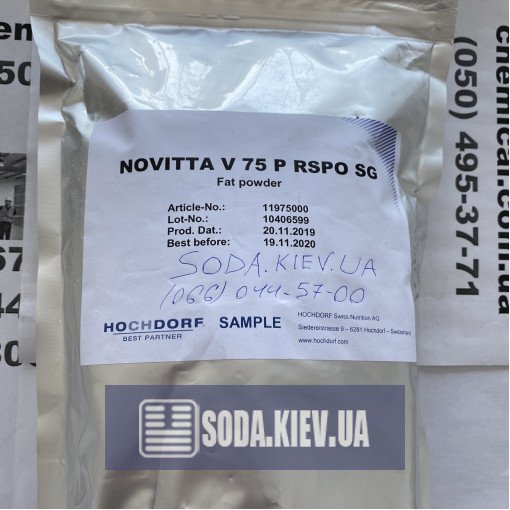 NOVITTA V 75 P RSPO SG
Fat powder
Article-No.: 11975000
Lot-No.: 10406599
Prod. Dat.: 20.11.2019
Best before: 19.11.2020
SODA.KIEV.UA
(066) 044-57-00
HOCHDORF
BEST PARTNER
SAMPLE
HOCHDORF Swiss Nutrition AG
Siedereistrasse 9 – 6281 Hochdorf – Switzerland
www.hochdorf.com
SODA.KIEV.UA
chemical.
(050) 495-37-71
.com.ua